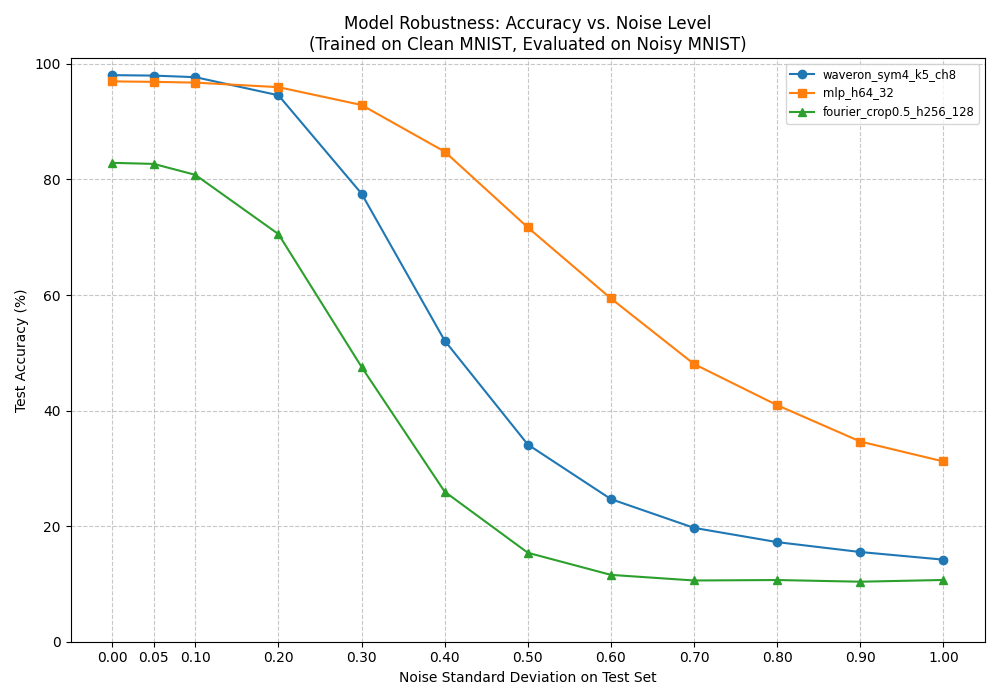 Model Robustness: Accuracy vs. Noise Level
(Trained on Clean MNIST, Evaluated on Noisy MNIST)
waveron_sym4_k5_ch8
mlp_h64_32
fourier_crop0.5_h256_128
Test Accuracy (%)
100
80
60
40
20
0
0.00 0.05 0.10 0.20 0.30 0.40 0.50 0.60 0.70 0.80 0.90 1.00
Noise Standard Deviation on Test Set